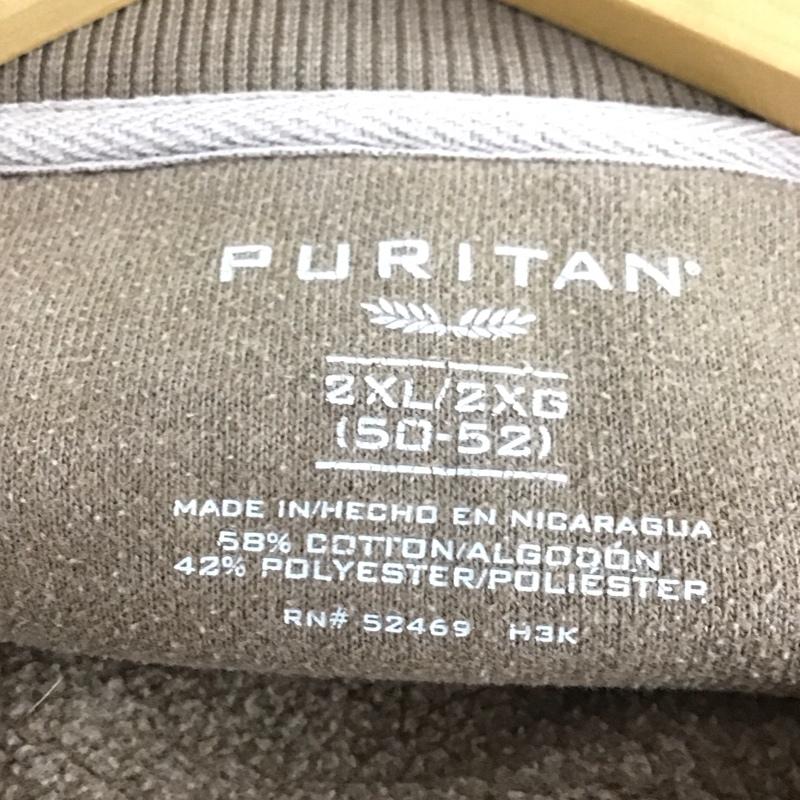 PURITAN®
2XL/2XG
(50-52)
MADE IN/HECHO EN NICARAGUA
58% COTTON/ALGODÓN
42% POLYESTER/POLIÉSTER
RN# 52469 H3K